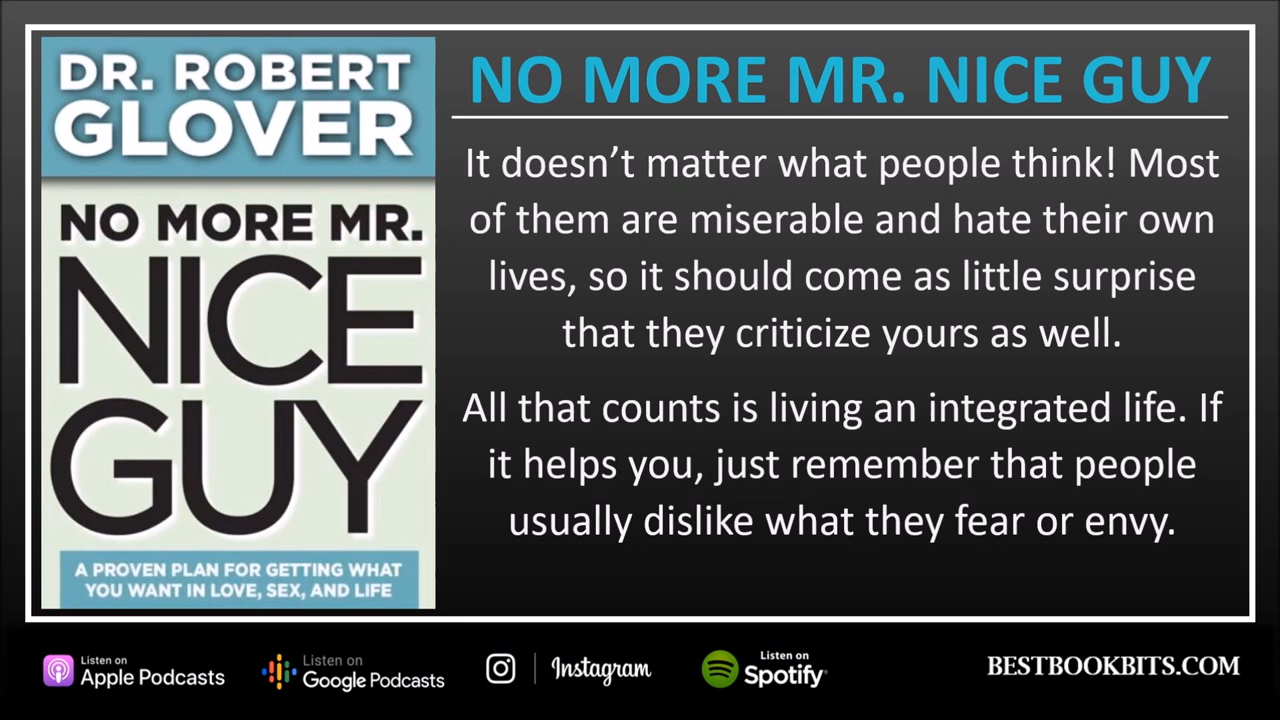 DR. ROBERT
GLOVER
NO MORE MR.
NICE
GUY
A PROVEN PLAN FOR GETTING WHAT
YOU WANT IN LOVE, SEX, AND LIFE
NO MORE MR. NICE GUY
It doesn’t matter what people think! Most
of them are miserable and hate their own
lives, so it should come as little surprise
that they criticize yours as well.
All that counts is living an integrated life. If
it helps you, just remember that people
usually dislike what they fear or envy.
Listen on
Apple Podcasts
Listen on
Google Podcasts
Instagram
Listen on
Spotify
BESTBOOKBITS.COM